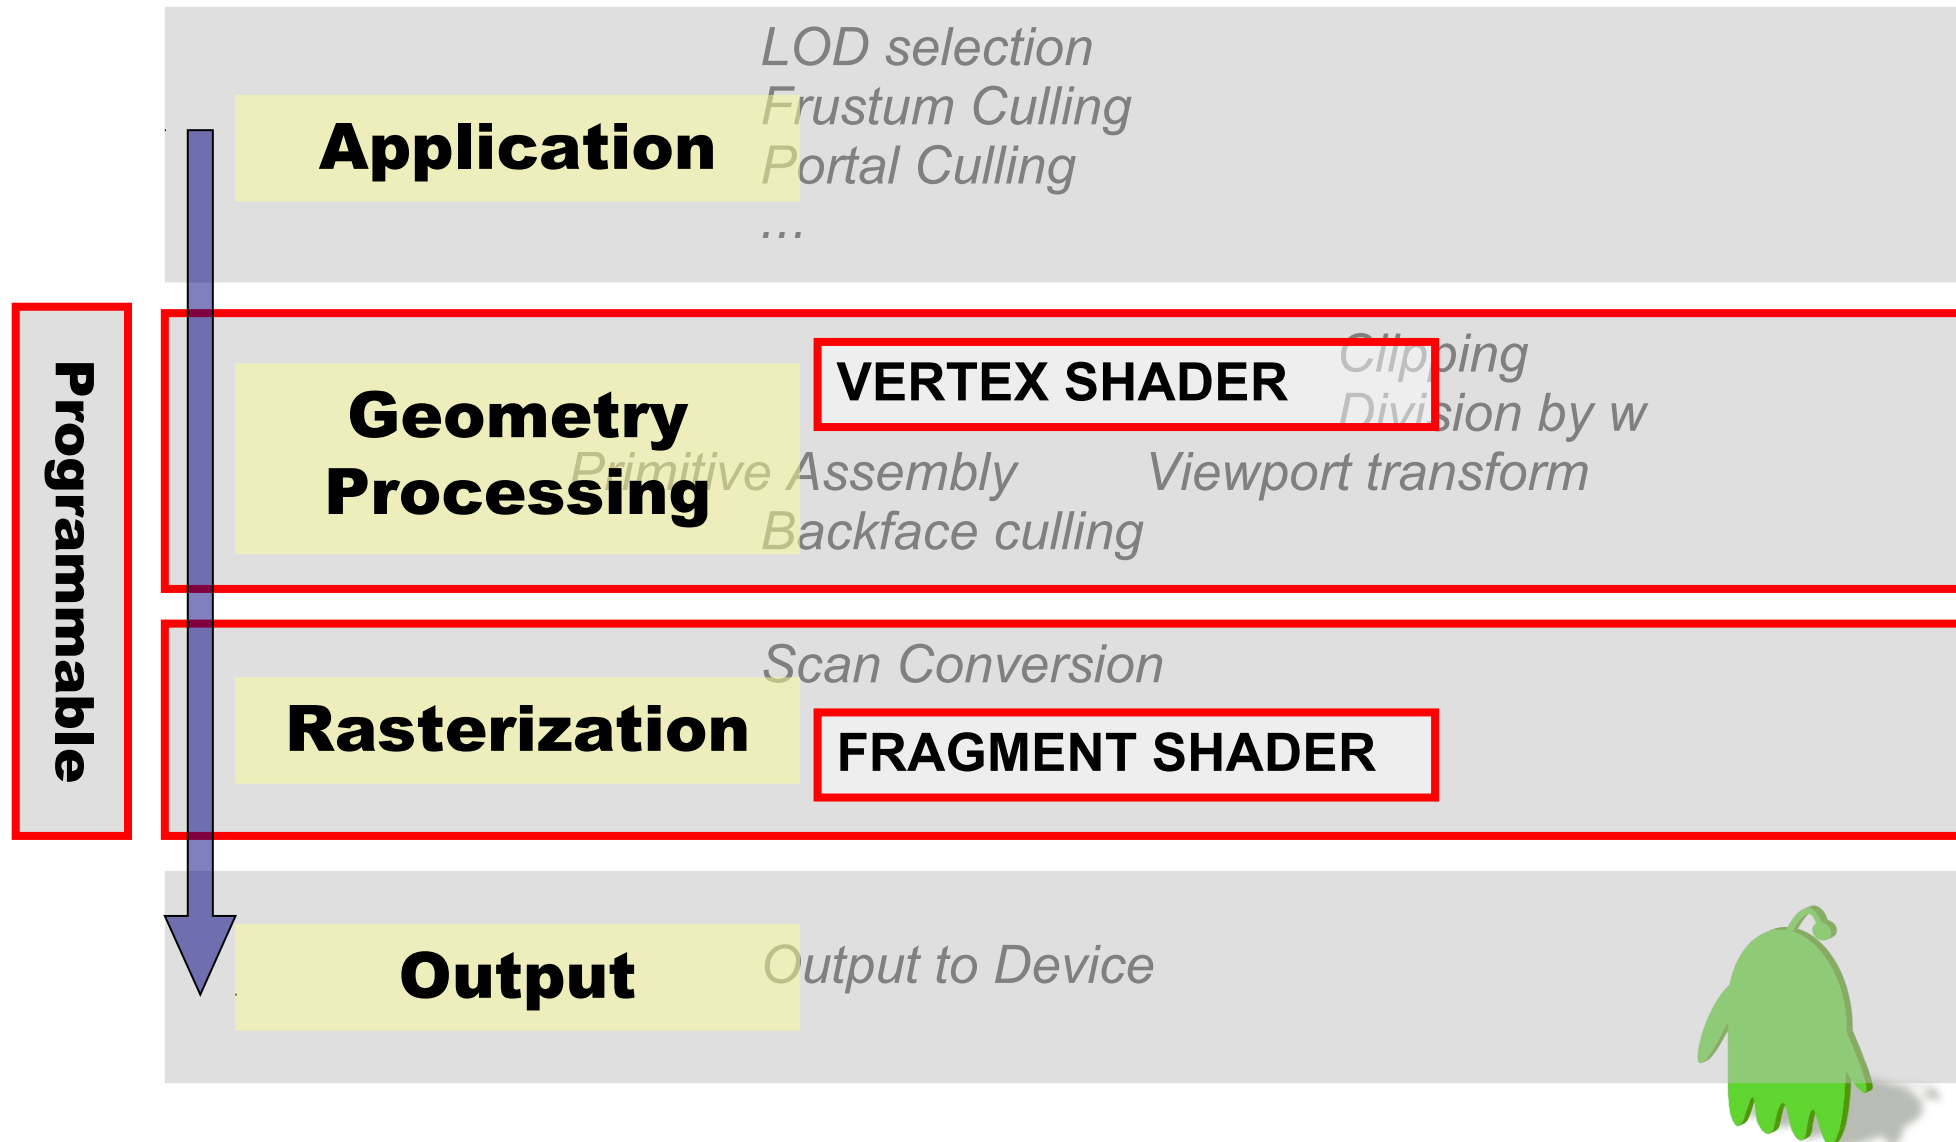 LOD selection
Frustum Culling
Application
Portal Culling
...
Programmable
VERTEX SHADER
Clipping
Division by w
Geometry
Processing
Primitive Assembly
Viewport transform
Backface culling
Scan Conversion
Rasterization
FRAGMENT SHADER
Output
Output to Device